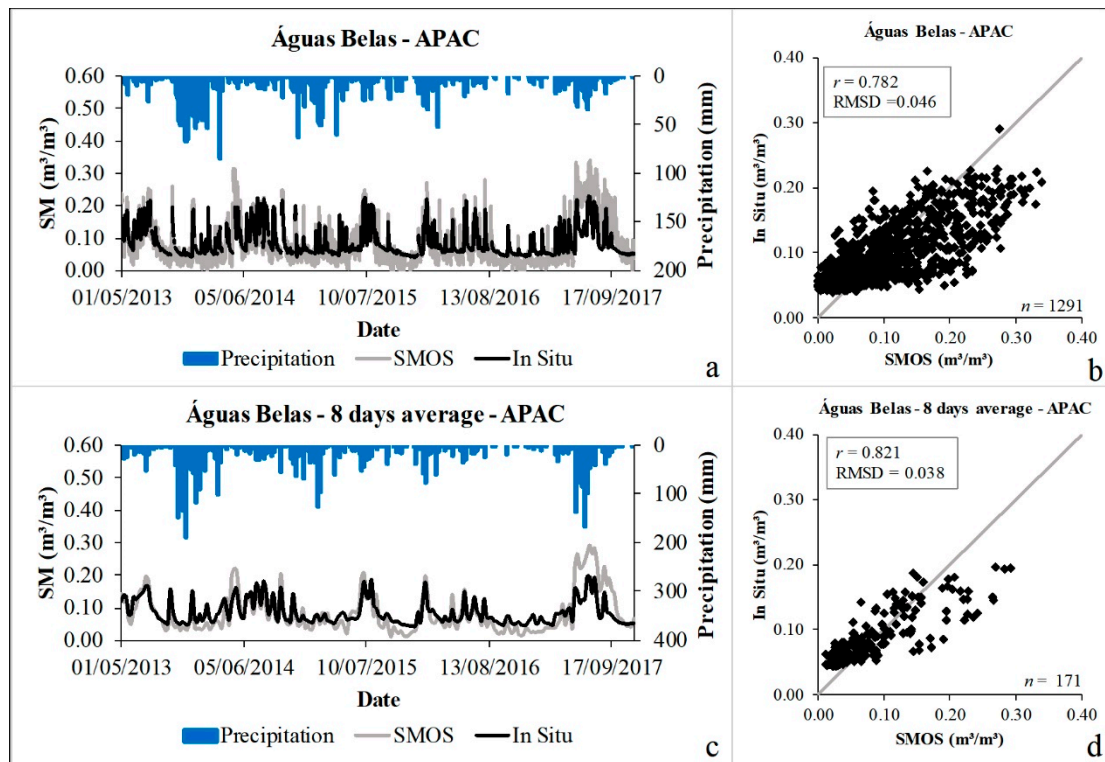 Águas Belas - APAC
0.60 0
0.50 50
0.40
0.30 100
0.20 150
0.10
0.00 200
SM (m³/m³)
Precipitation (mm)
01/05/2013 05/06/2014 10/07/2015 13/08/2016 17/09/2017
Date
Precipitation SMOS In Situ
a
Águas Belas - APAC
r = 0.782
RMSD =0.046
0.40
0.30
0.20
0.10
0.00
In Situ (m³/m³)
n = 1291
0.00 0.10 0.20 0.30 0.40
SMOS (m³/m³)
b
Águas Belas - 8 days average - APAC
0.60 0
0.50 100
0.40
0.30 200
0.20 300
0.10
0.00 400
SM (m³/m³)
Precipitation (mm)
01/05/2013 05/06/2014 10/07/2015 13/08/2016 17/09/2017
Date
Precipitation SMOS In Situ
c
Águas Belas - 8 days average - APAC
r = 0.821
RMSD = 0.038
0.40
0.30
0.20
0.10
0.00
In Situ (m³/m³)
n = 171
0.00 0.10 0.20 0.30 0.40
SMOS (m³/m³)
d